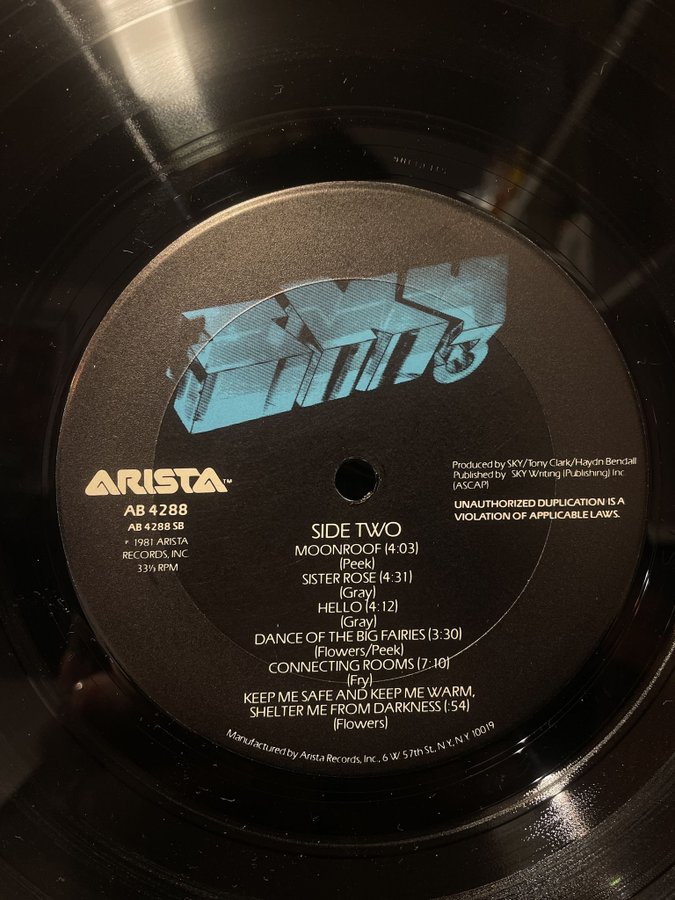 ARISTA™
AB 4288
AB 4288 SB
℗ 1981 ARISTA
RECORDS, INC
33⅓ RPM
Produced by SKY/Tony Clark/Haydn Bendall
Published by SKY Writing (Publishing) Inc.
(ASCAP)
UNAUTHORIZED DUPLICATION IS A
VIOLATION OF APPLICABLE LAWS.
SIDE TWO
MOONROOF (4:03)
(Peek)
SISTER ROSE (4:31)
(Gray)
HELLO (4:12)
(Gray)
DANCE OF THE BIG FAIRIES (3:30)
(Flowers/Peek)
CONNECTING ROOMS (7:10)
(Fry)
KEEP ME SAFE AND KEEP ME WARM,
SHELTER ME FROM DARKNESS (:54)
(Flowers)
Manufactured by Arista Records, Inc., 6 W. 57th St., N.Y., N.Y. 10019